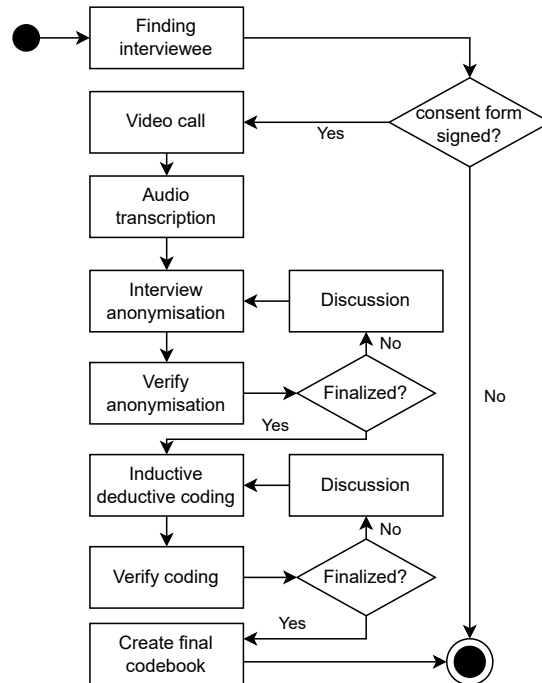 Finding
interviewee
consent form
signed?
Yes
Video call
Audio
transcription
Interview
anonymisation
Discussion
No
Verify
anonymisation
Finalized?
No
Yes
Inductive
deductive coding
Discussion
No
Verify coding
Finalized?
Yes
Create final
codebook